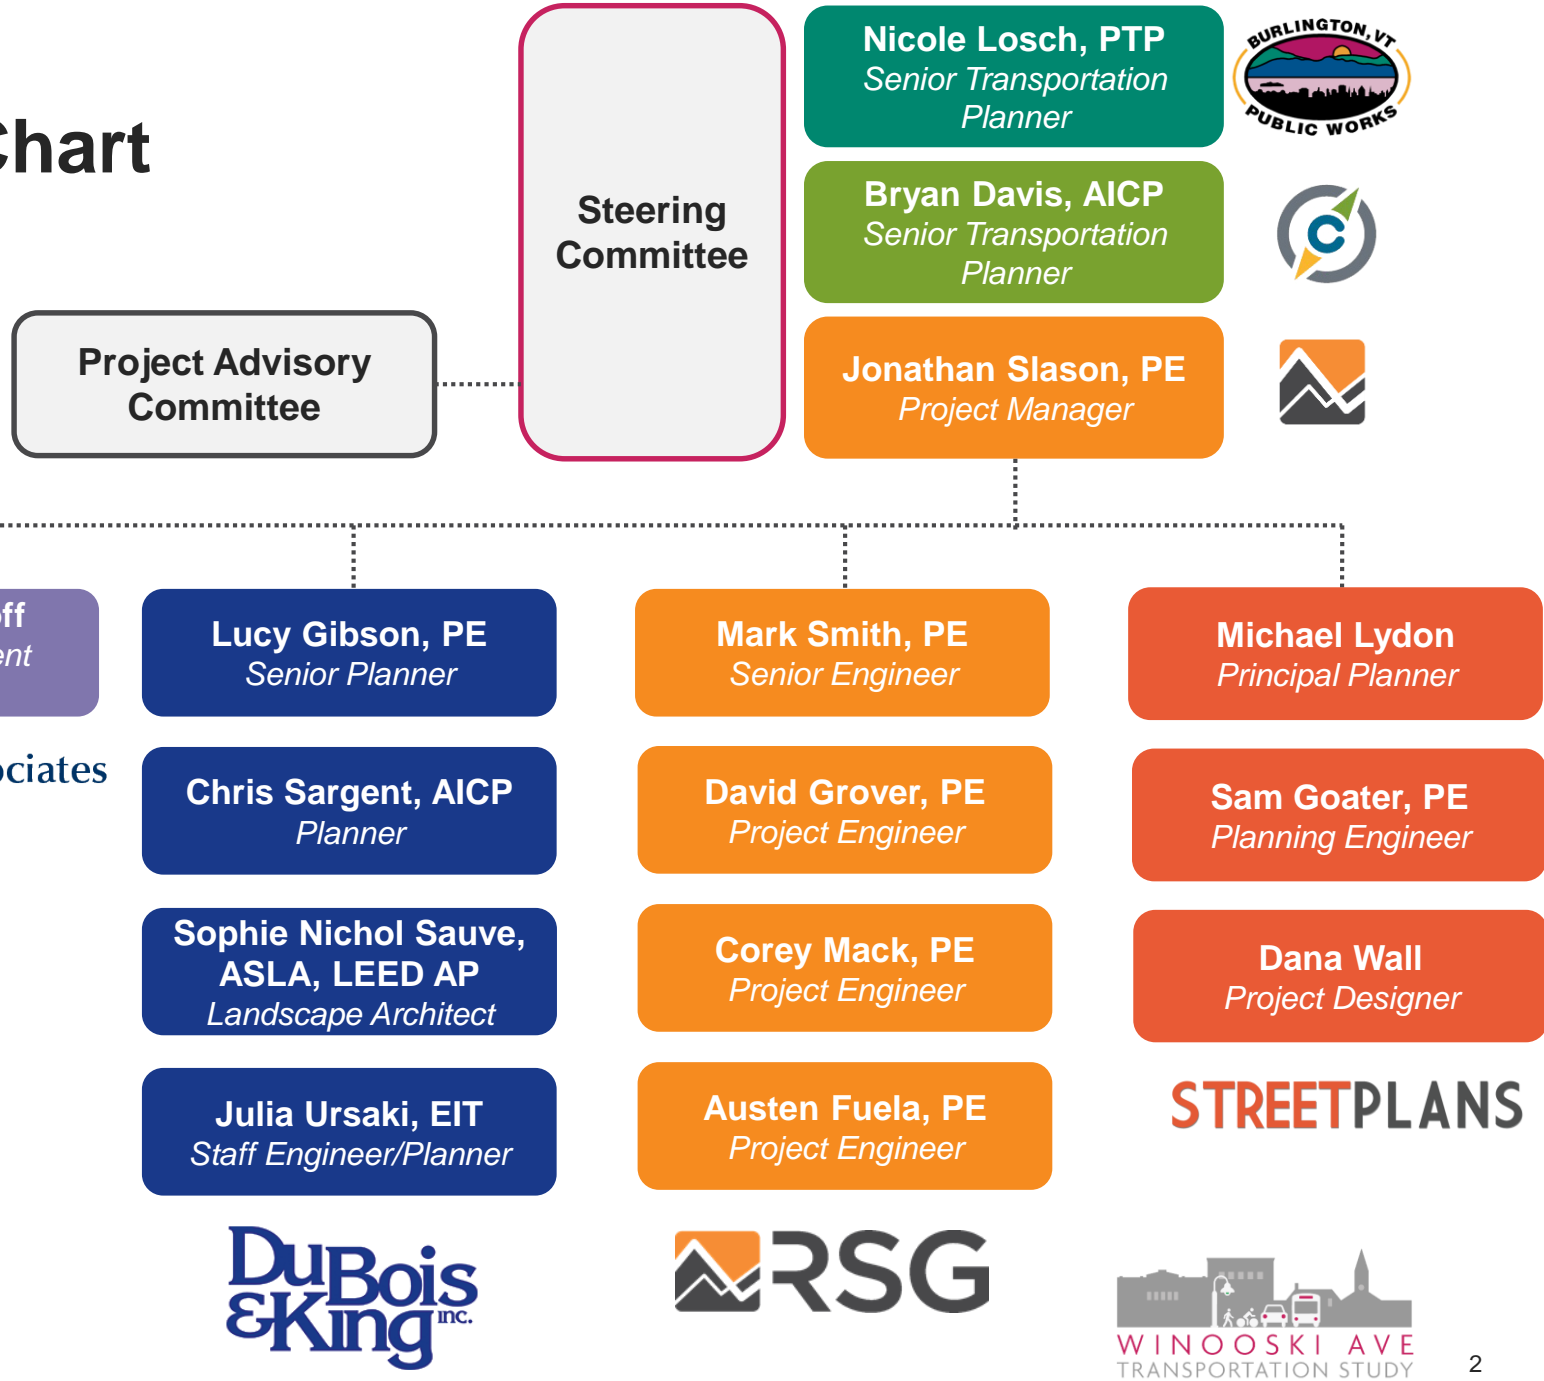 Chart
Steering
Committee
Project Advisory
Committee
Nicole Losch, PTP
Senior Transportation
Planner
BURLINGTON, VT
PUBLIC WORKS
Bryan Davis, AICP
Senior Transportation
Planner
C
Jonathan Slason, PE
Project Manager
Lucy Gibson, PE
Senior Planner
Chris Sargent, AICP
Planner
Sophie Nichol Sauve,
ASLA, LEED AP
Landscape Architect
Julia Ursaki, EIT
Staff Engineer/Planner
DuBois
&King
INC.
Mark Smith, PE
Senior Engineer
David Grover, PE
Project Engineer
Corey Mack, PE
Project Engineer
Austen Fuela, PE
Project Engineer
RSG
Michael Lydon
Principal Planner
Sam Goater, PE
Planning Engineer
Dana Wall
Project Designer
STREETPLANS
WINOOSKI AVE
TRANSPORTATION STUDY
2